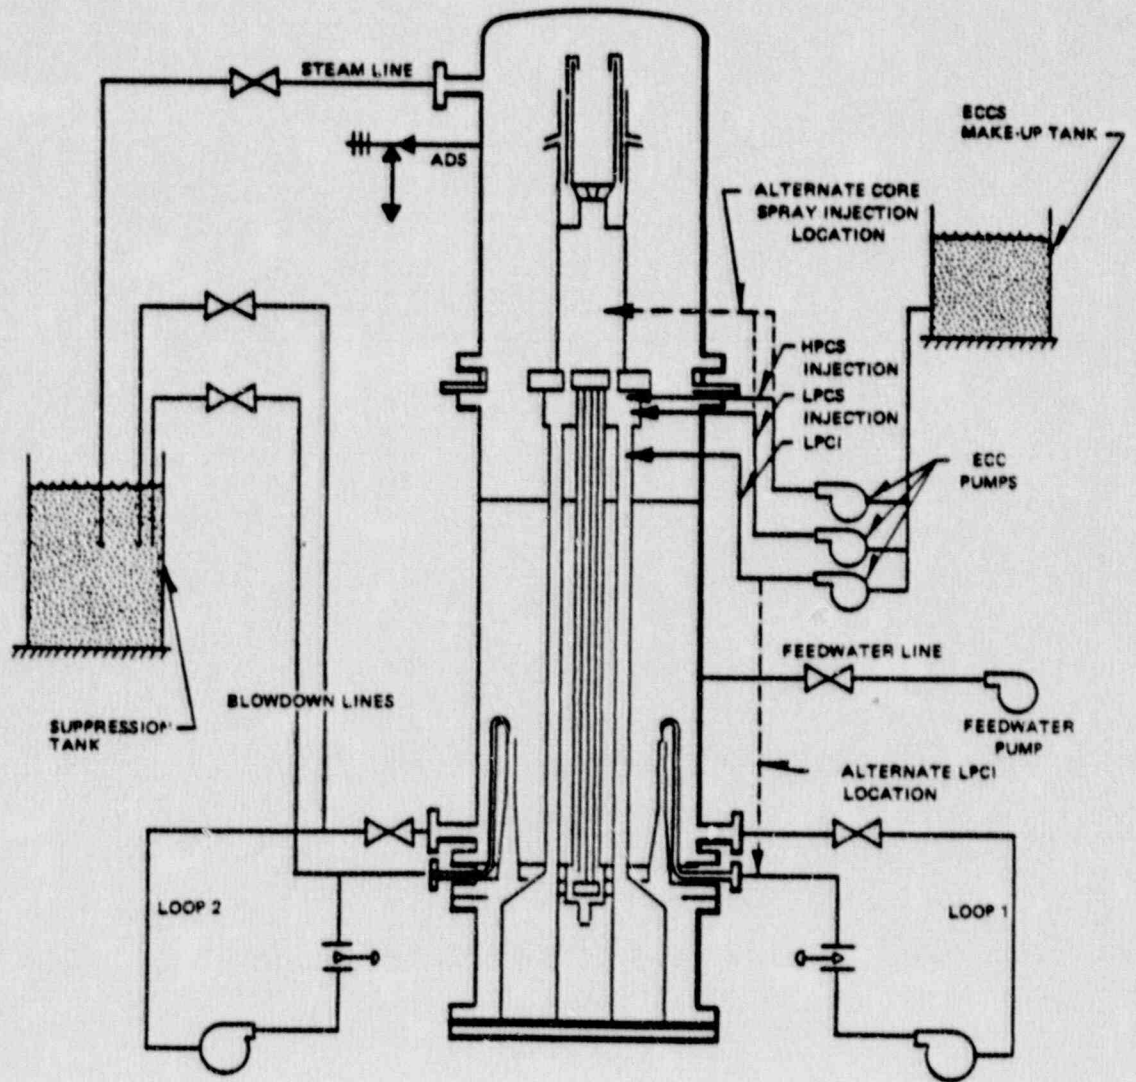 STEAM LINE
ADS
ECCS
MAKE-UP TANK
ALTERNATE CORE
SPRAY INJECTION
LOCATION
HPCS
INJECTION
LPCS
INJECTION
LPCI
ECC
PUMPS
FEEDWATER LINE
FEEDWATER
PUMP
BLOWDOWN LINES
SUPPRESSION
TANK
ALTERNATE LPCI
LOCATION
LOOP 2
LOOP 1